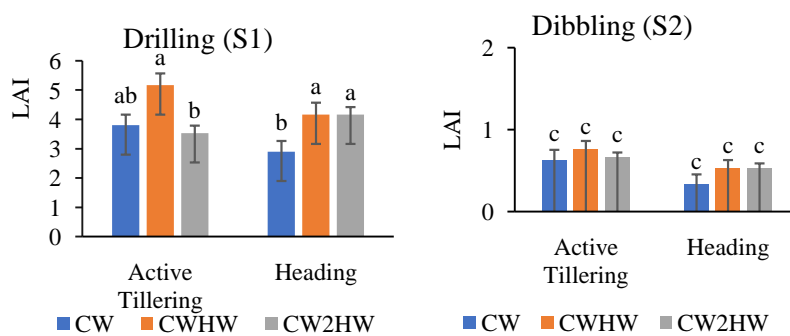 Drilling (S1)
LAI
6
5
4
3
2
1
0
ab
a
b
b
a
a
Active
Tillering
Heading
CW
CWHW
CW2HW
Dibbling (S2)
LAI
2
1
0
c
c
c
c
c
c
Active
Tillering
Heading
CW
CWHW
CW2HW